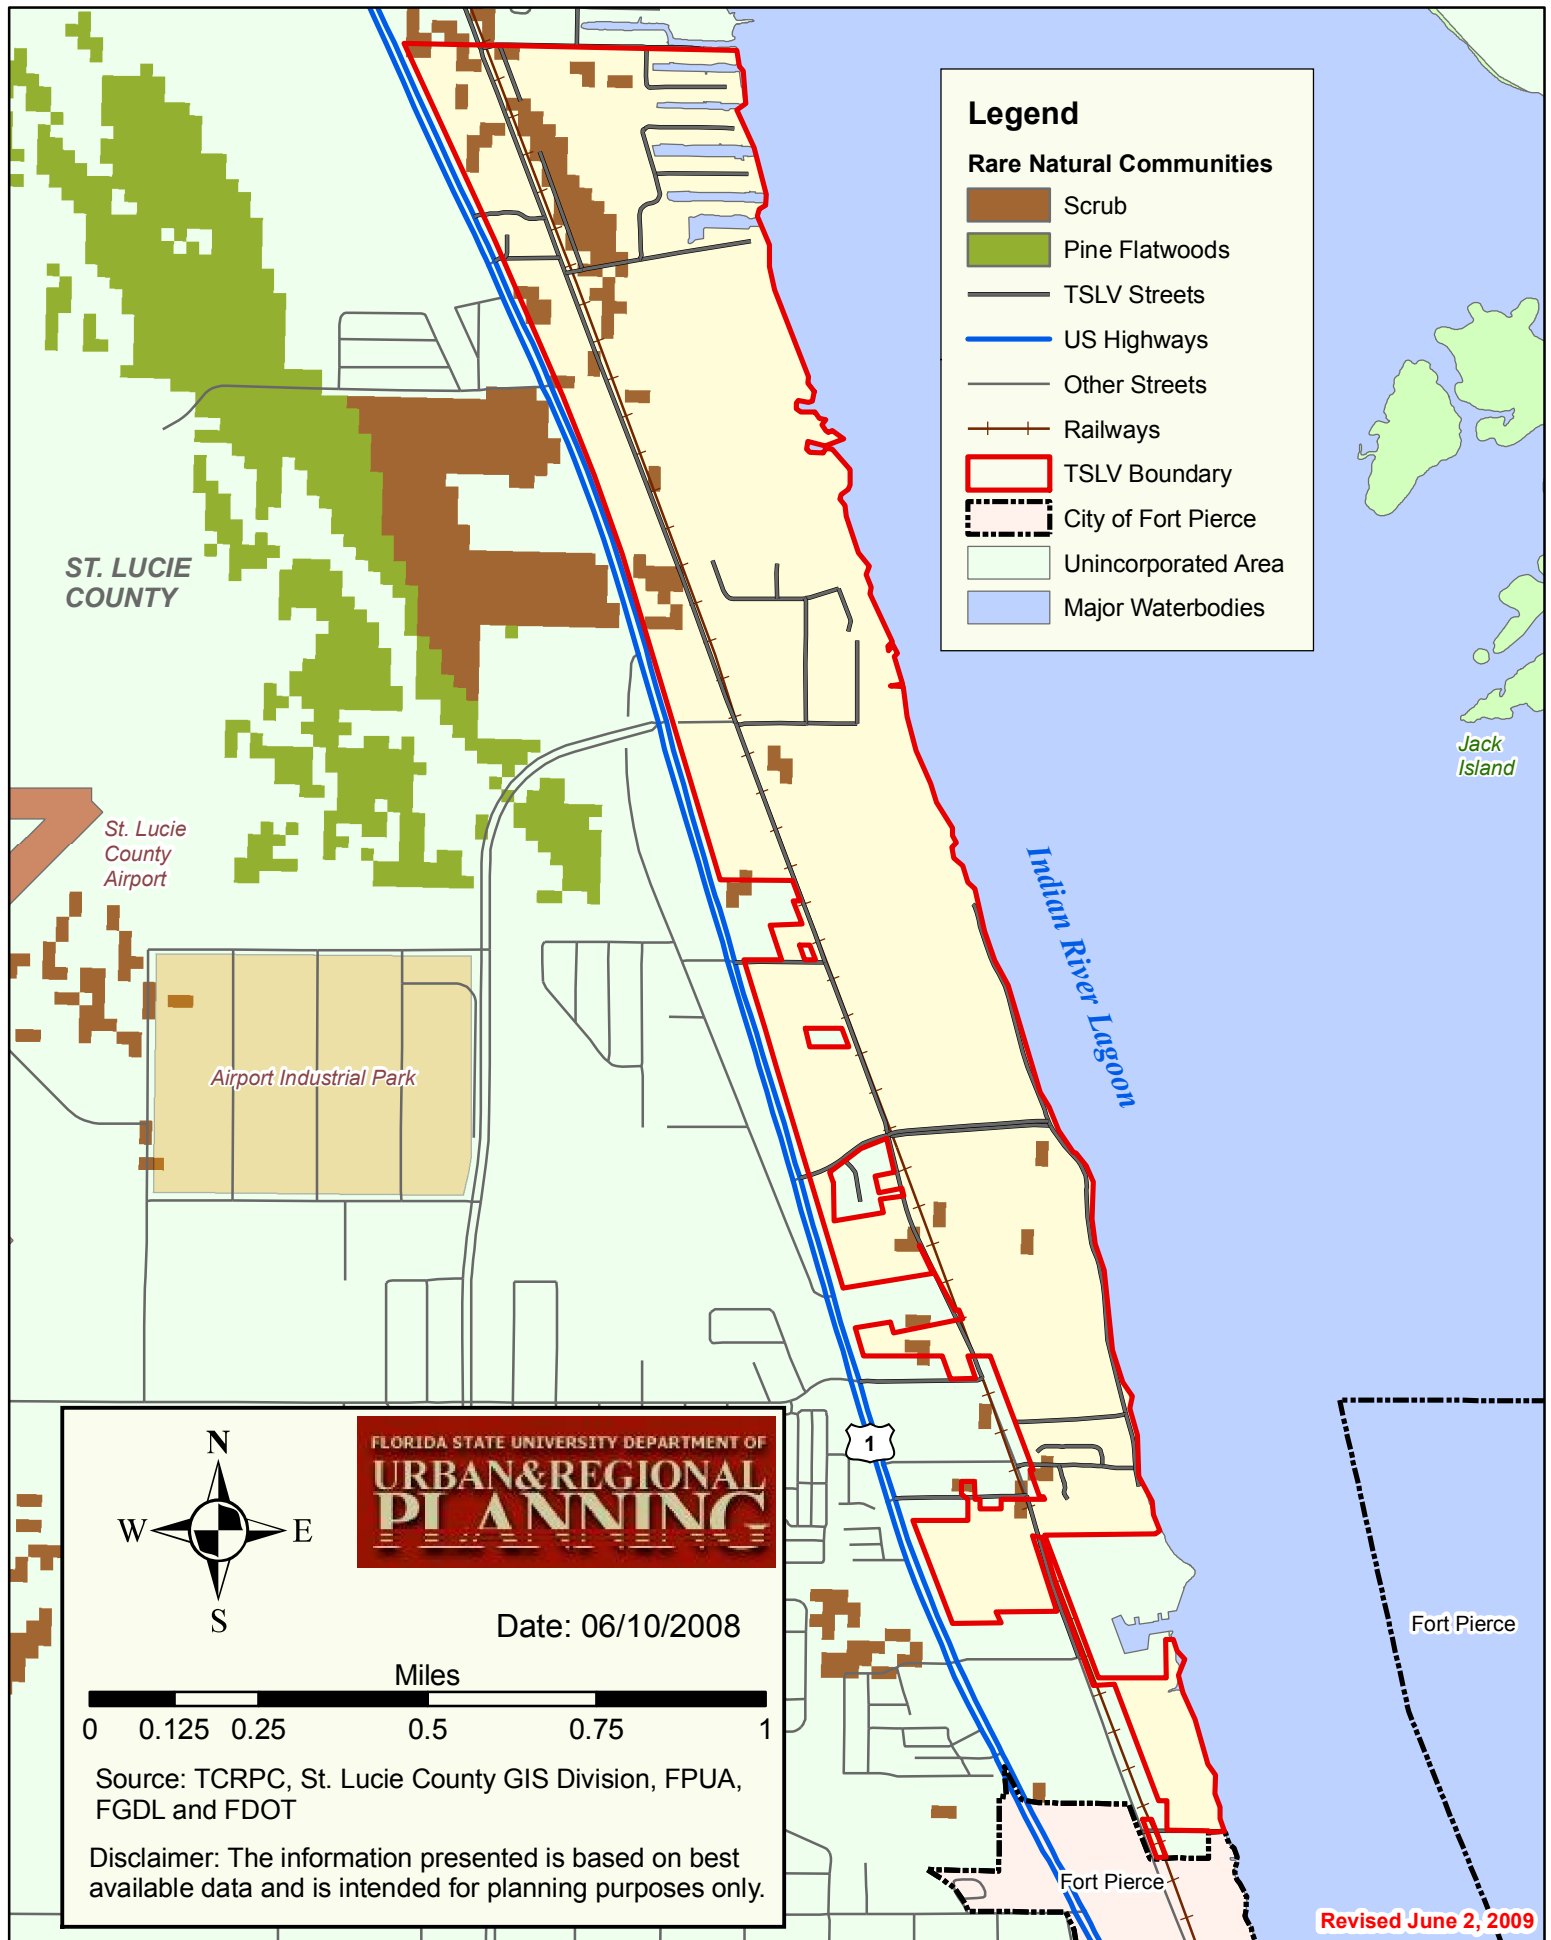 Legend
Rare Natural Communities
Scrub
Pine Flatwoods
TSLV Streets
US Highways
Other Streets
Railways
TSLV Boundary
City of Fort Pierce
Unincorporated Area
Major Waterbodies
ST. LUCIE
COUNTY
Jack
Island
St. Lucie
County
Airport
Indian River Lagoon
Airport Industrial Park
1
N
W
E
S
FLORIDA STATE UNIVERSITY DEPARTMENT OF
URBAN&REGIONAL
PLANNING
Date: 06/10/2008
Miles
0 0.125 0.25 0.5 0.75 1
Source: TCRPC, St. Lucie County GIS Division, FPUA,
FGDL and FDOT
Disclaimer: The information presented is based on best
available data and is intended for planning purposes only.
Fort Pierce
Fort Pierce
Revised June 2, 2009